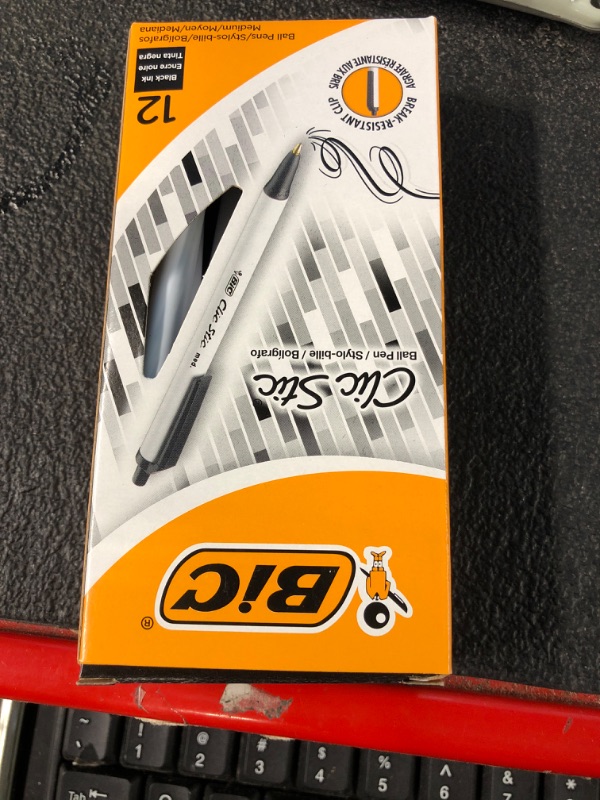 BiC®
Clic Stic
Ball Pen / Stylo-bille / Bolígrafo
BiC Clic Stic med.
BREAK-RESISTANT CLIP
AGRAFE RÉSISTANTE AUX BRIS
12
Black Ink
Encre noire
Tinta negra
Ball Pens/Stylos-bille/Bolígrafos
Medium/Moyen/Mediana
~ ! @ # $ % ^ & *
` 1 2 3 4 5 6 7
Tab